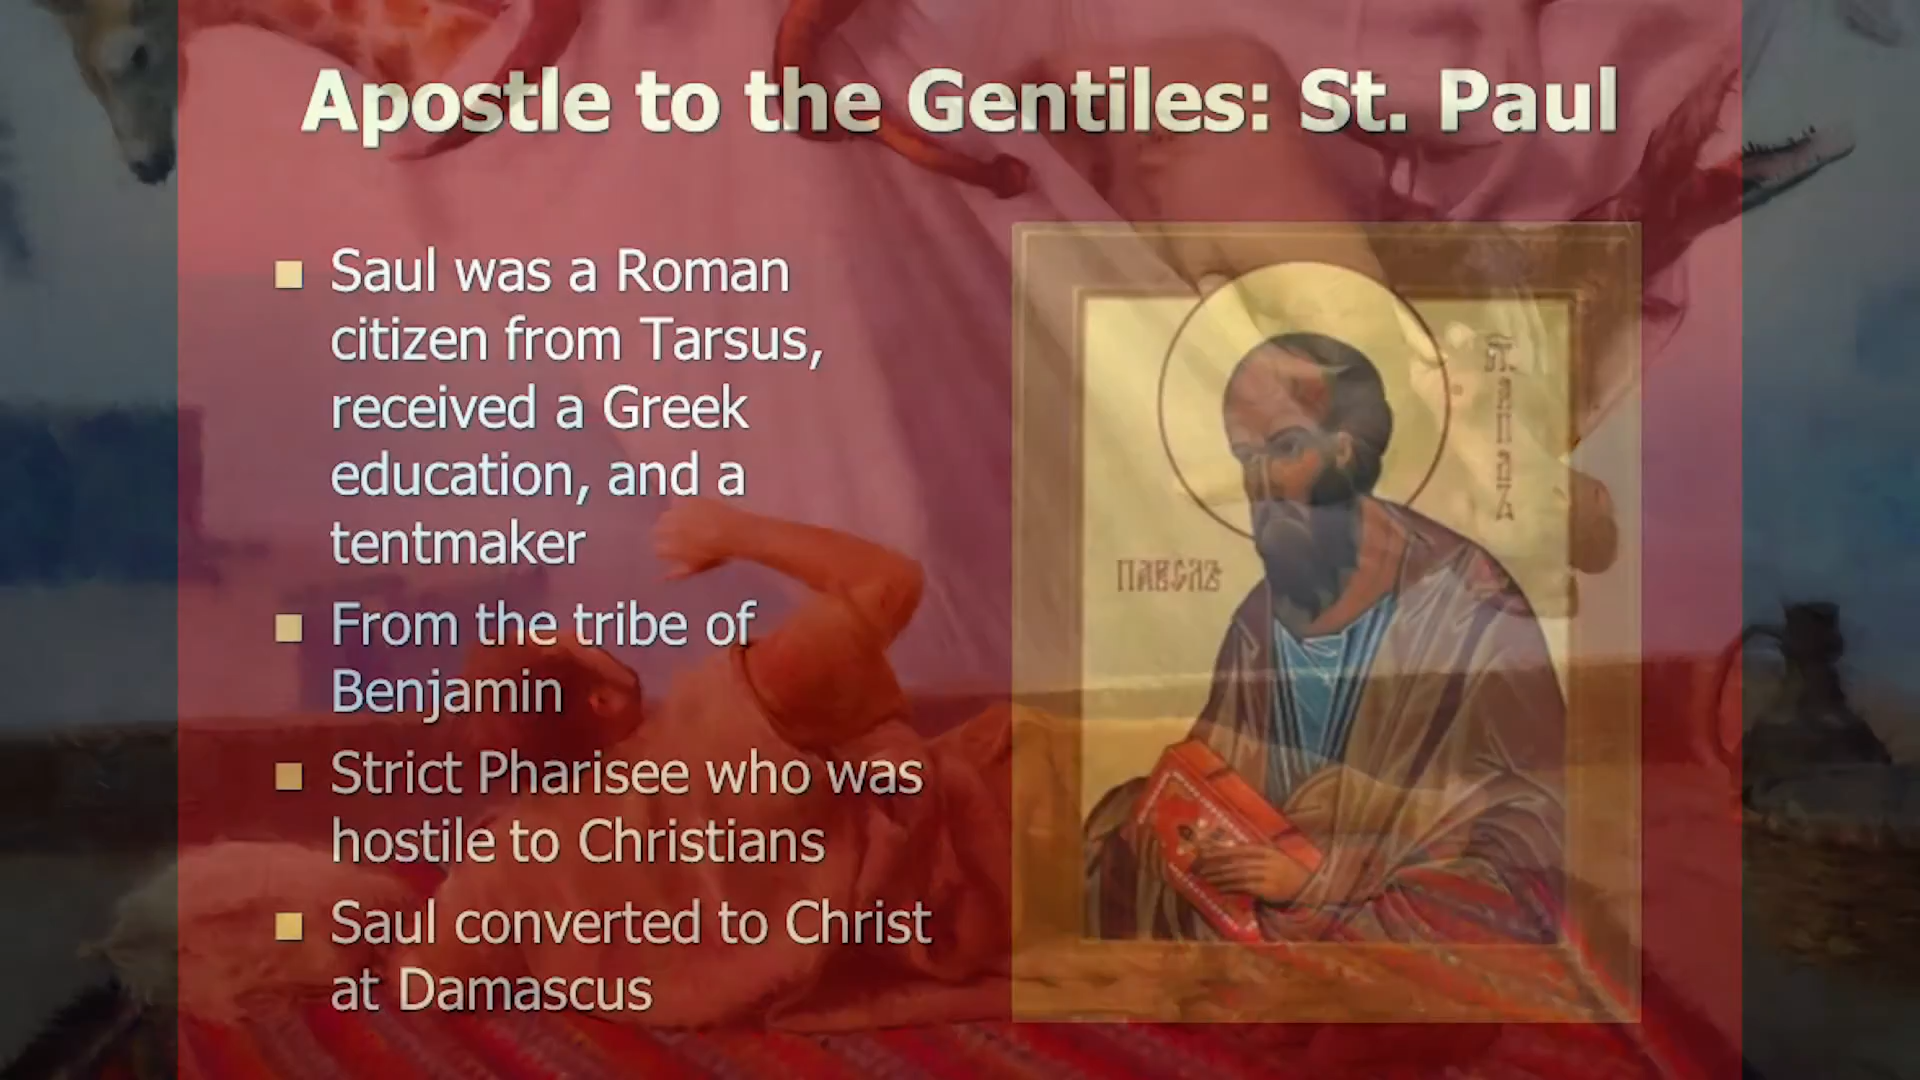 Apostle to the Gentiles: St. Paul
Saul was a Roman
citizen from Tarsus,
received a Greek
education, and a
tentmaker
From the tribe of
Benjamin
Strict Pharisee who was
hostile to Christians
Saul converted to Christ
at Damascus
ПАВЕЛЪ